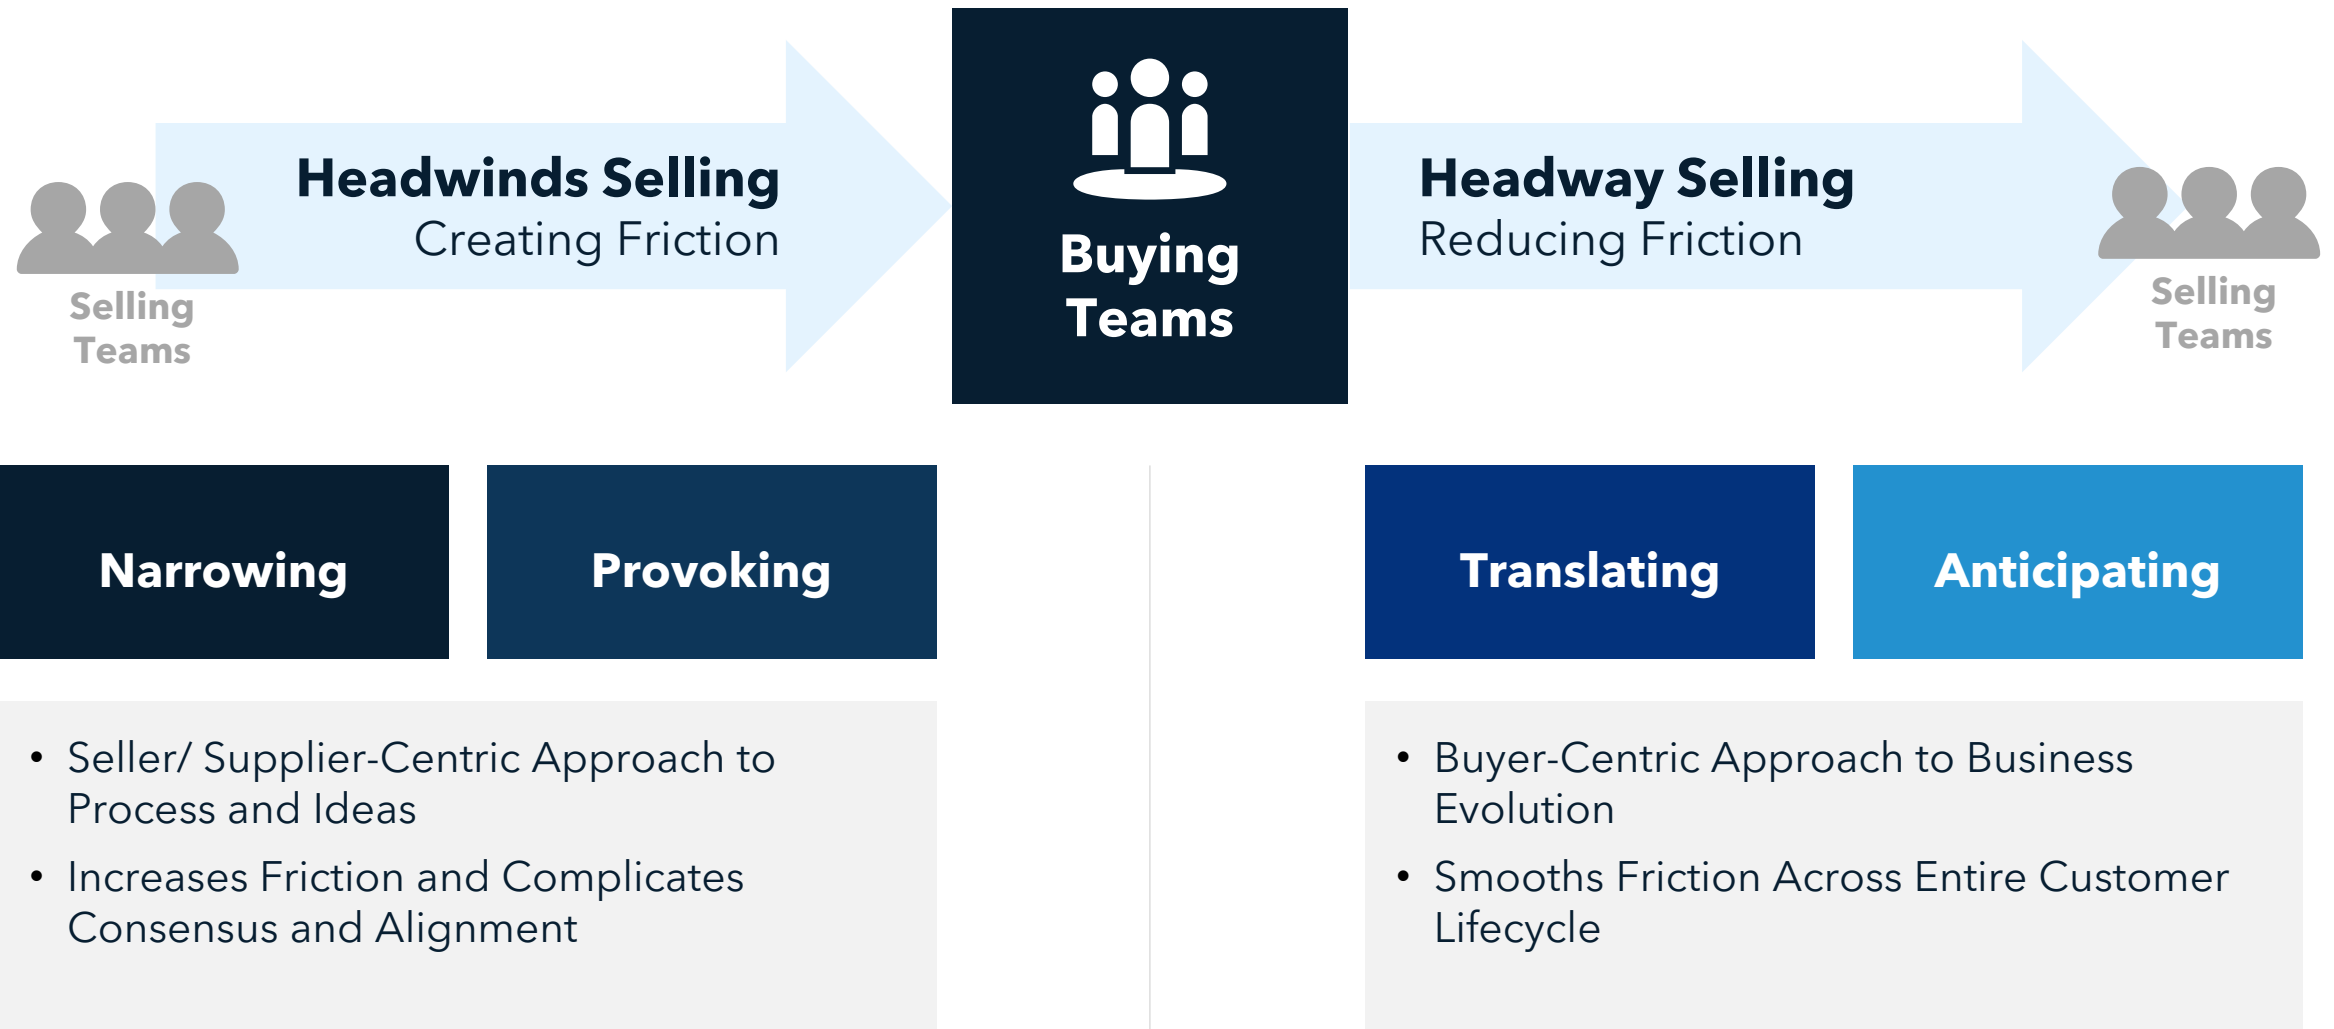 Headwinds Selling
Creating Friction
Selling
Teams
Buying
Teams
Headway Selling
Reducing Friction
Selling
Teams
Narrowing
Provoking
Translating
Anticipating
• Seller/ Supplier-Centric Approach to
Process and Ideas
• Increases Friction and Complicates
Consensus and Alignment
• Buyer-Centric Approach to Business
Evolution
• Smooths Friction Across Entire Customer
Lifecycle